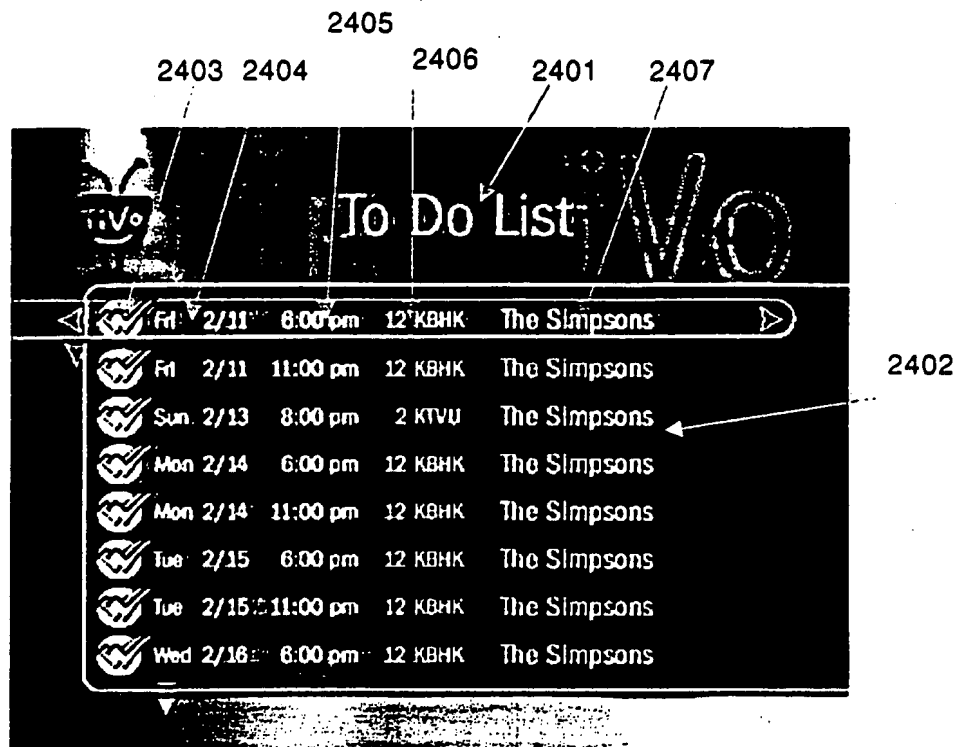 2405
2403 2404 2406 2401 2407
TiVo
To Do List
TiVo
Fri 2/11 6:00 pm 12 KBHK The Simpsons
Fri 2/11 11:00 pm 12 KBHK The Simpsons
2402
Sun 2/13 8:00 pm 2 KTVU The Simpsons
Mon 2/14 6:00 pm 12 KBHK The Simpsons
Mon 2/14 11:00 pm 12 KBHK The Simpsons
Tue 2/15 6:00 pm 12 KBHK The Simpsons
Tue 2/15 11:00 pm 12 KBHK The Simpsons
Wed 2/16 6:00 pm 12 KBHK The Simpsons